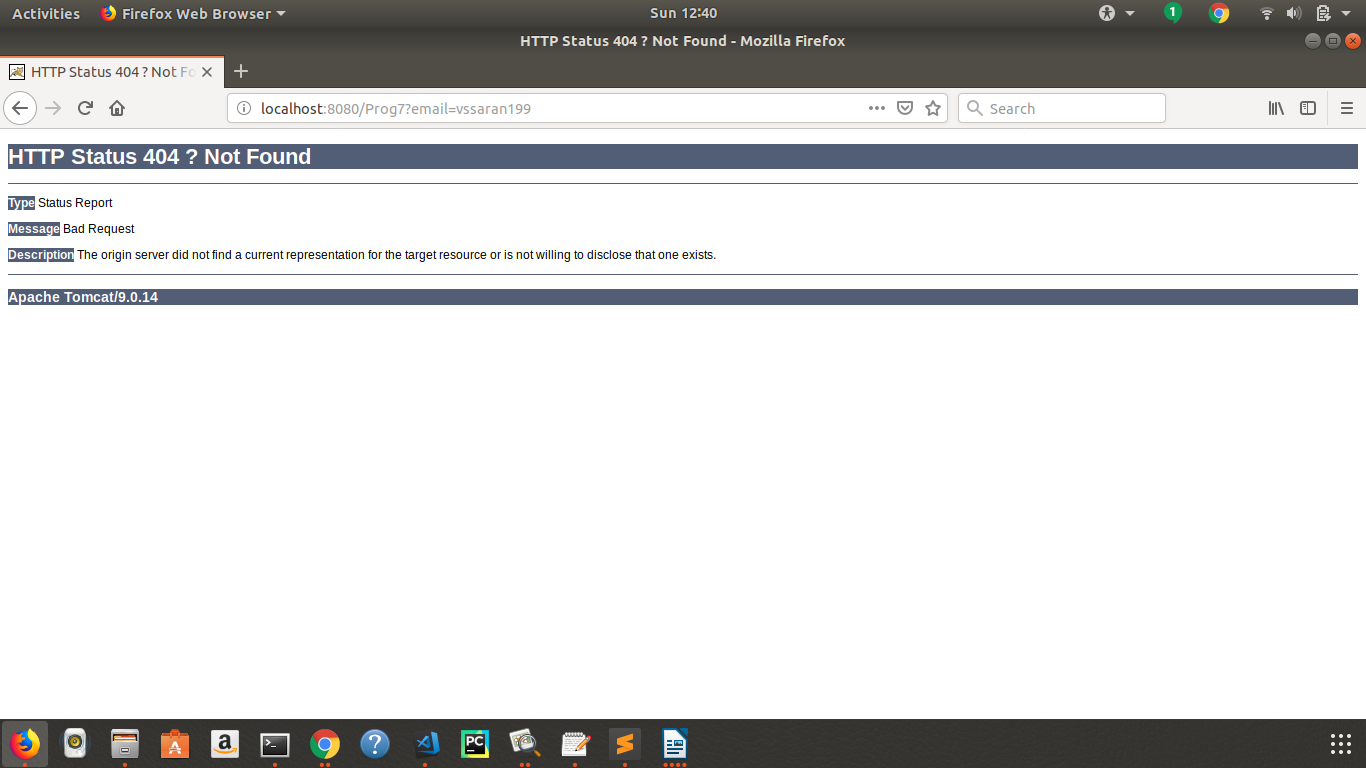 Activities Firefox Web Browser Sun 12:40 1
HTTP Status 404 ? Not Found - Mozilla Firefox
HTTP Status 404 ? Not Fo
localhost:8080/Prog7?email=vssaran199 Search
HTTP Status 404 ? Not Found
Type Status Report
Message Bad Request
Description The origin server did not find a current representation for the target resource or is not willing to disclose that one exists.
Apache Tomcat/9.0.14
A a >_ ? PC S